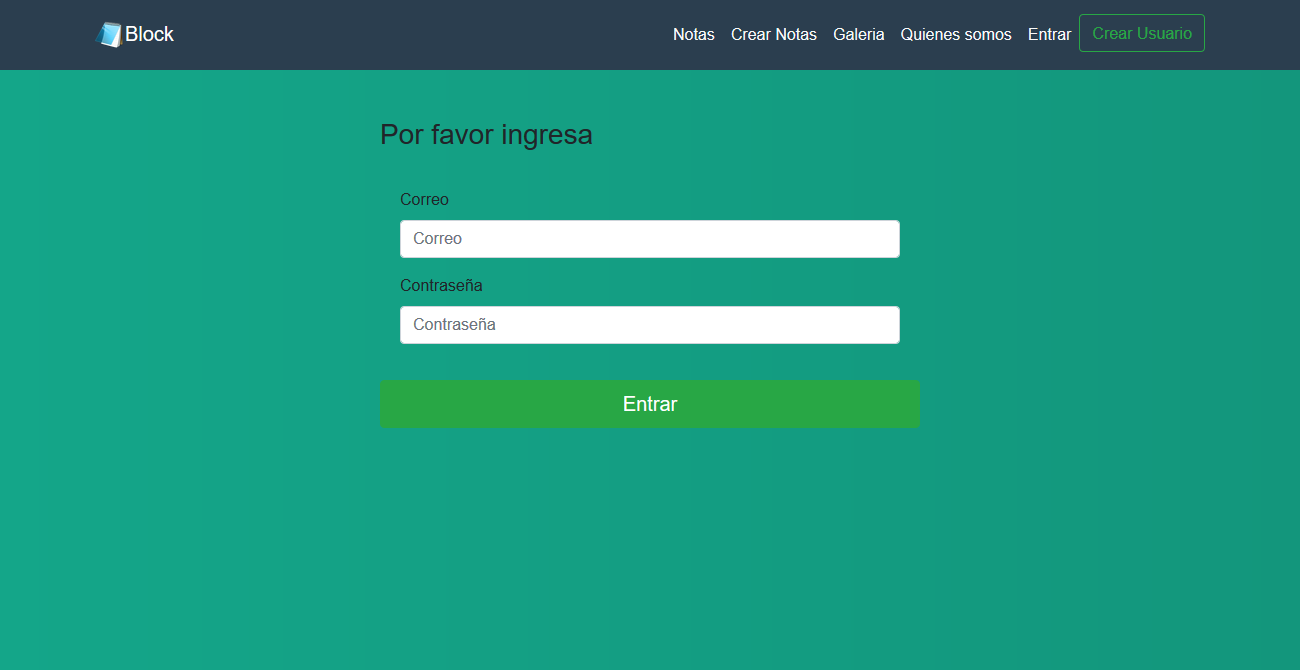 Block Notas Crear Notas Galeria Quienes somos Entrar Crear Usuario
Por favor ingresa
Correo
Correo
Contraseña
Contraseña
Entrar